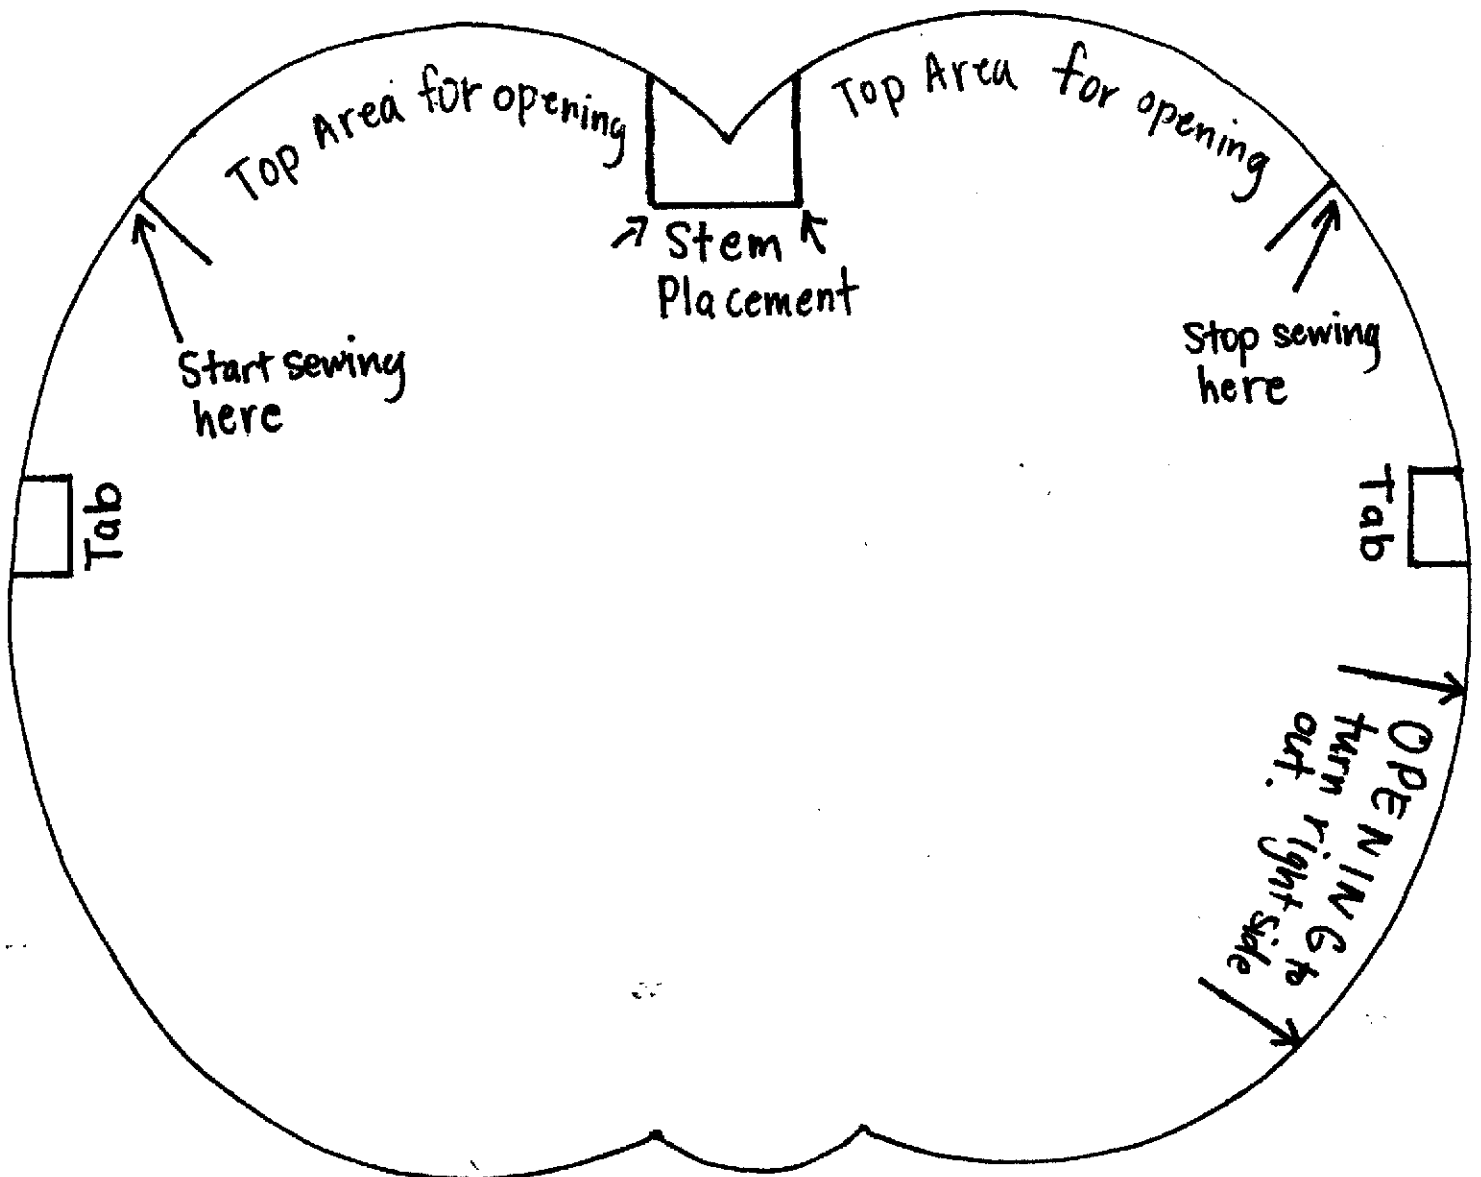 Top Area for opening
Top Area for opening
Stem
Placement
Start sewing
here
Stop sewing
here
Tab
Tab
OPENING to
turn right side
out.